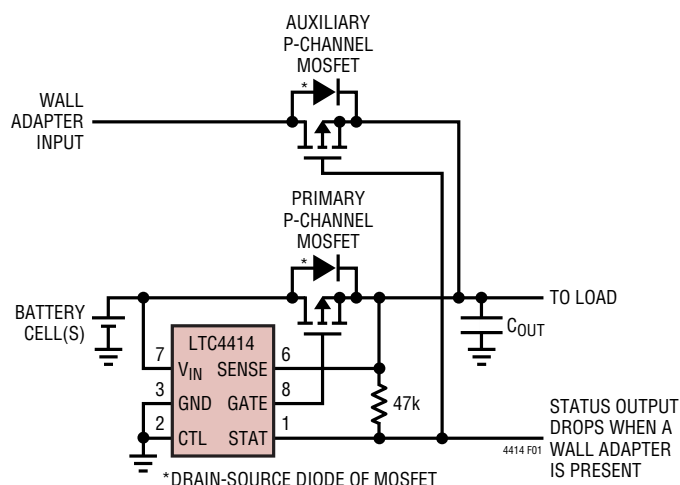 AUXILIARY
P-CHANNEL
MOSFET
*
WALL
ADAPTER
INPUT
PRIMARY
P-CHANNEL
MOSFET
*
TO LOAD
BATTERY
CELL(S)
COUT
LTC4414
7
VIN SENSE
6
3
GND GATE
8
47k
2
CTL STAT
1
STATUS OUTPUT
DROPS WHEN A
WALL ADAPTER
IS PRESENT
4414 F01
*DRAIN-SOURCE DIODE OF MOSFET